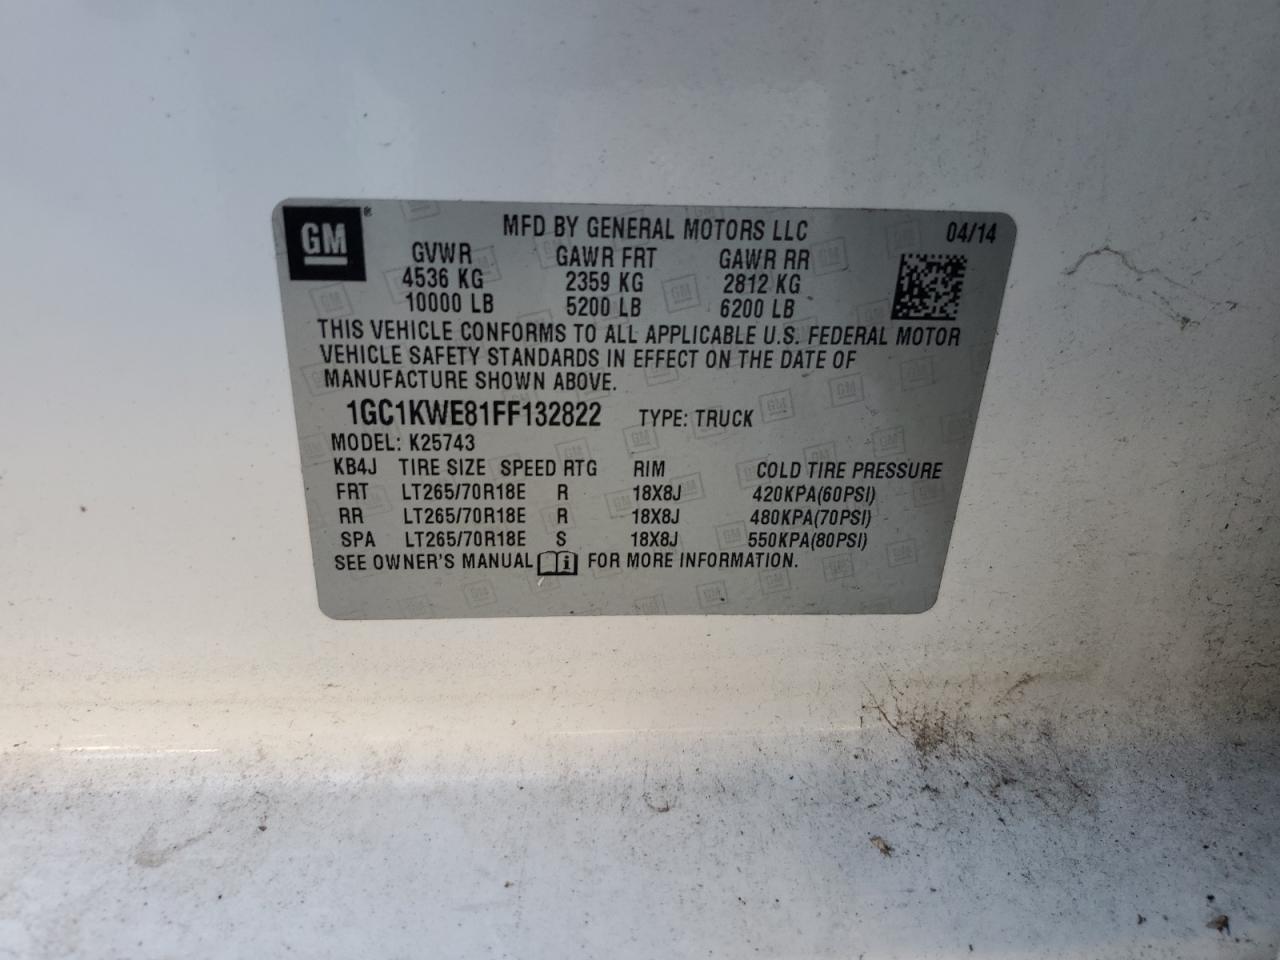 GM
MFD BY GENERAL MOTORS LLC 04/14
GVWR GAWR FRT GAWR RR
4536 KG 2359 KG 2812 KG
10000 LB 5200 LB 6200 LB
THIS VEHICLE CONFORMS TO ALL APPLICABLE U.S. FEDERAL MOTOR
VEHICLE SAFETY STANDARDS IN EFFECT ON THE DATE OF
MANUFACTURE SHOWN ABOVE.
1GC1KWE81FF132822 TYPE: TRUCK
MODEL: K25743
KB4J TIRE SIZE SPEED RTG RIM COLD TIRE PRESSURE
FRT LT265/70R18E R 18X8J 420KPA(60PSI)
RR LT265/70R18E R 18X8J 480KPA(70PSI)
SPA LT265/70R18E S 18X8J 550KPA(80PSI)
SEE OWNER'S MANUAL i FOR MORE INFORMATION.